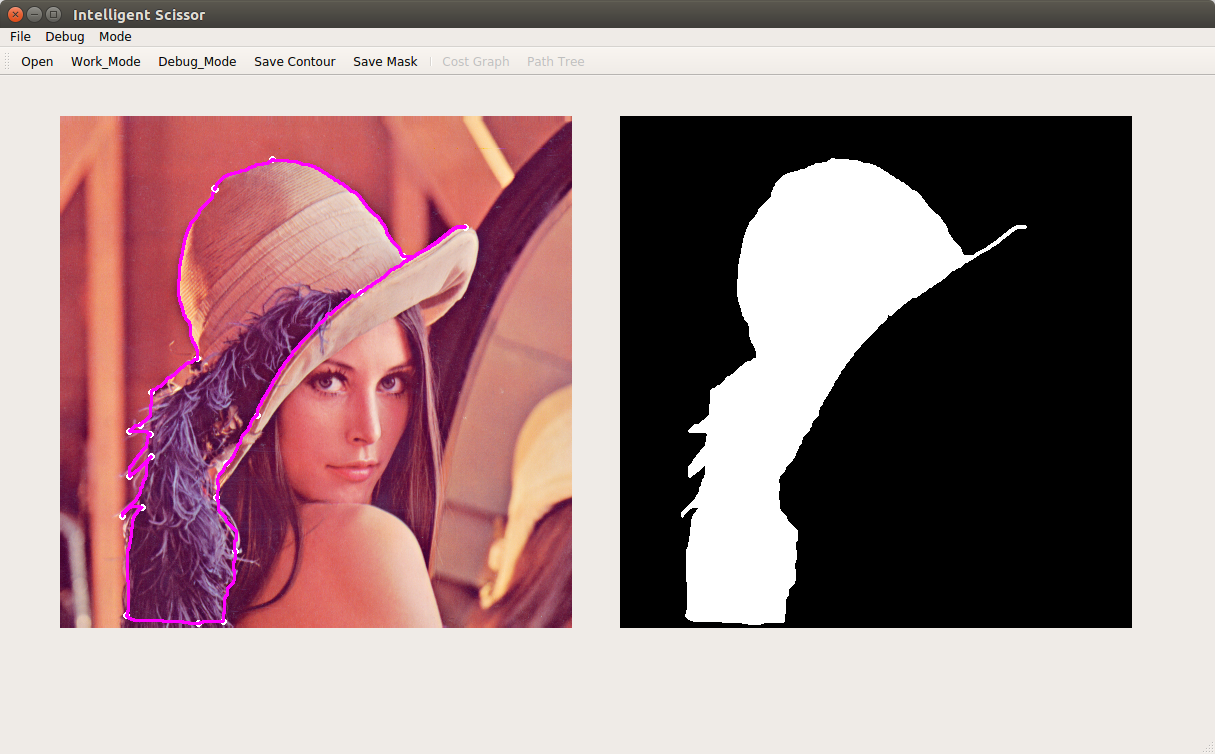 Intelligent Scissor
File Debug Mode
Open Work_Mode Debug_Mode Save Contour Save Mask Cost Graph Path Tree